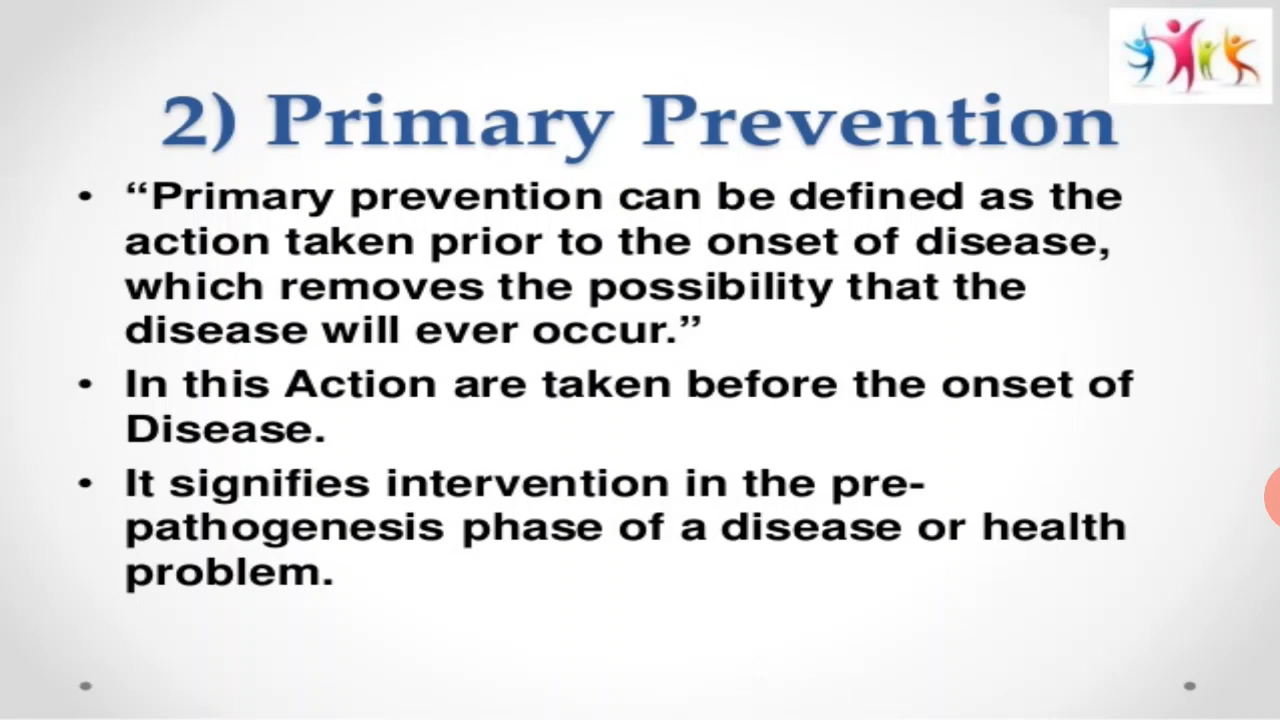 2) Primary Prevention
• “Primary prevention can be defined as the
action taken prior to the onset of disease,
which removes the possibility that the
disease will ever occur.”
• In this Action are taken before the onset of
Disease.
• It signifies intervention in the pre-
pathogenesis phase of a disease or health
problem.